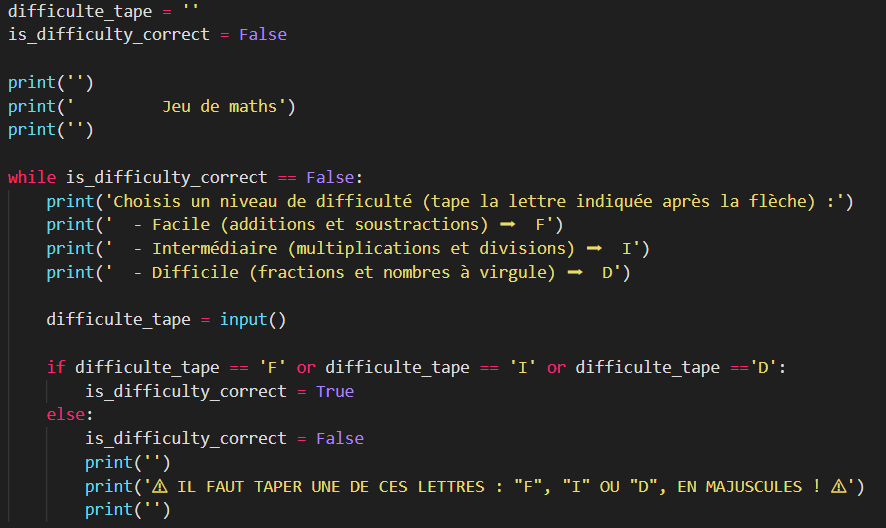 difficulte_tape = ''
is_difficulty_correct = False
print('')
print('         Jeu de maths')
print('')
while is_difficulty_correct == False:
    print('Choisis un niveau de difficulté (tape la lettre indiquée après la flèche) :')
    print('  - Facile (additions et soustractions) ➡  F')
    print('  - Intermédiaire (multiplications et divisions) ➡  I')
    print('  - Difficile (fractions et nombres à virgule) ➡  D')
    difficulte_tape = input()
    if difficulte_tape == 'F' or difficulte_tape == 'I' or difficulte_tape =='D':
        is_difficulty_correct = True
    else:
        is_difficulty_correct = False
        print('')
        print('⚠ IL FAUT TAPER UNE DE CES LETTRES : "F", "I" OU "D", EN MAJUSCULES ! ⚠')
        print('')